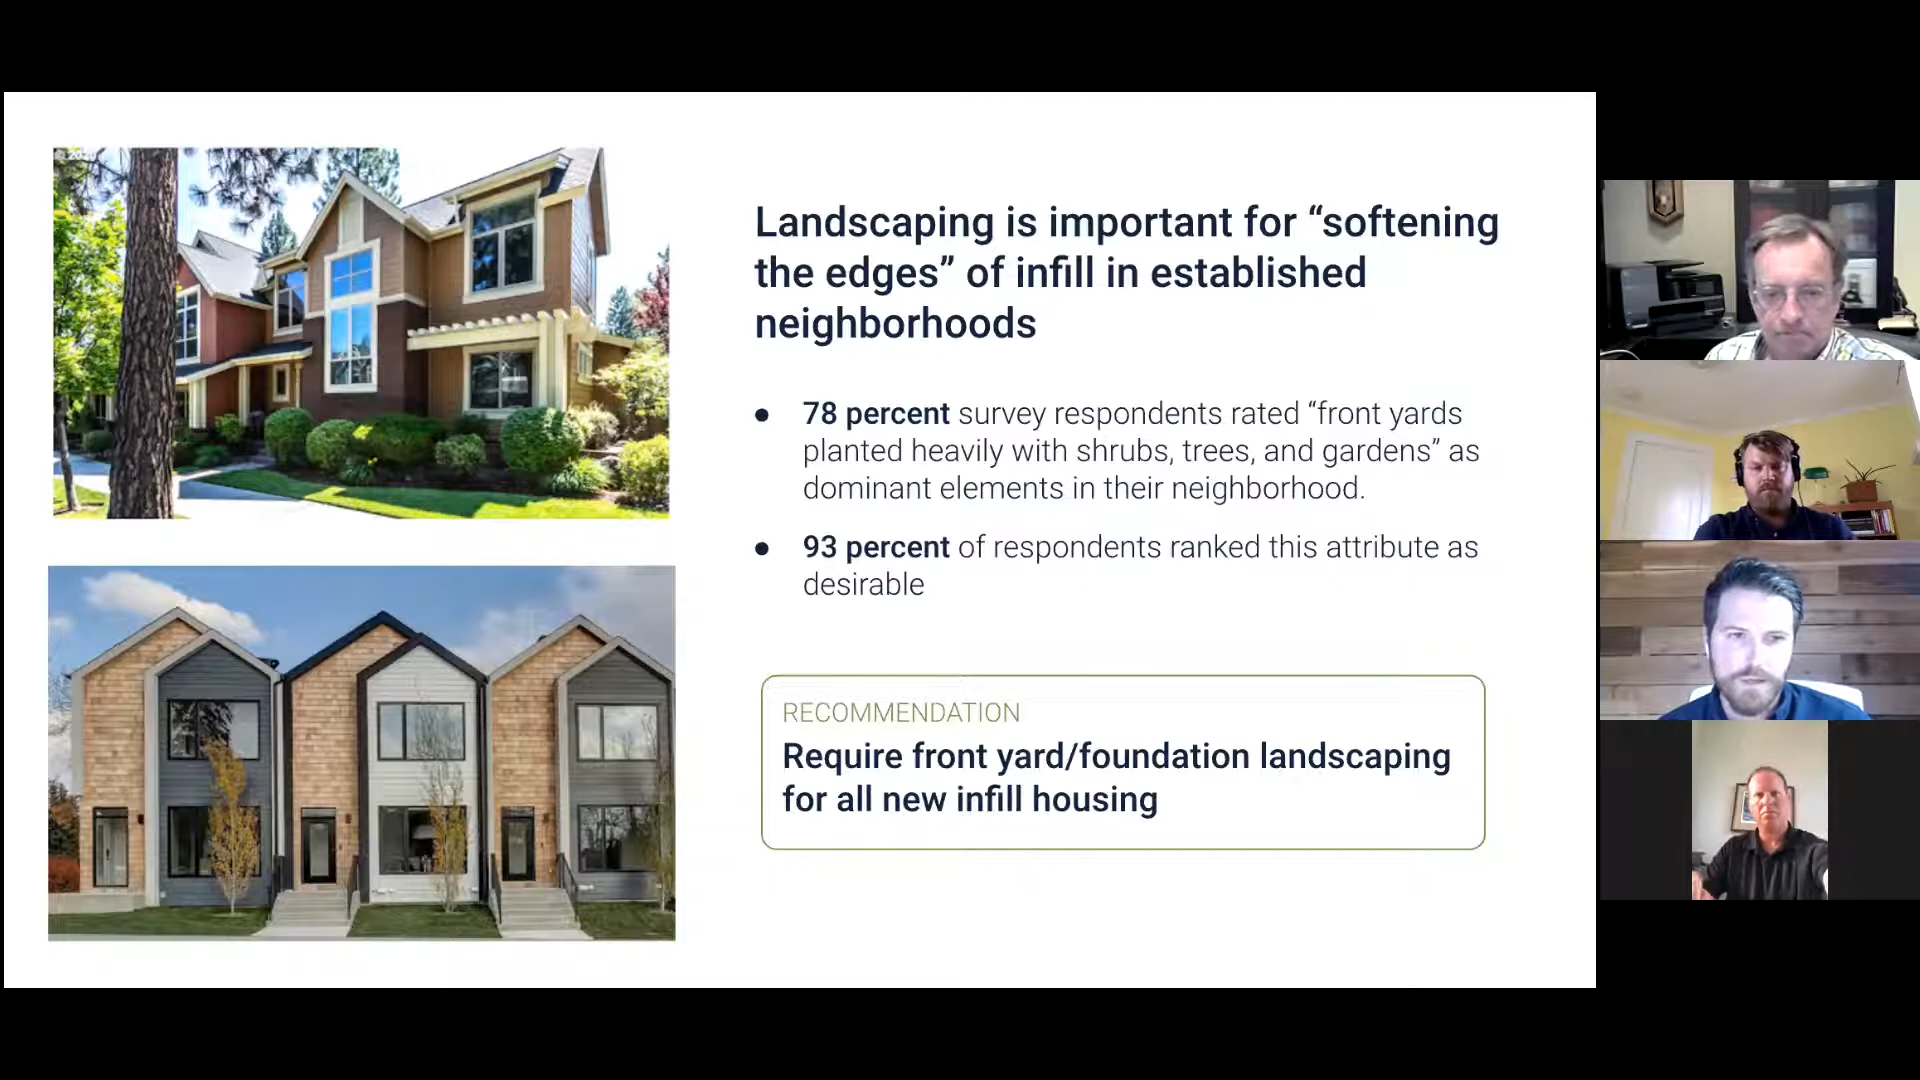 Landscaping is important for “softening
the edges” of infill in established
neighborhoods
● 78 percent survey respondents rated “front yards
planted heavily with shrubs, trees, and gardens” as
dominant elements in their neighborhood.
● 93 percent of respondents ranked this attribute as
desirable
RECOMMENDATION
Require front yard/foundation landscaping
for all new infill housing